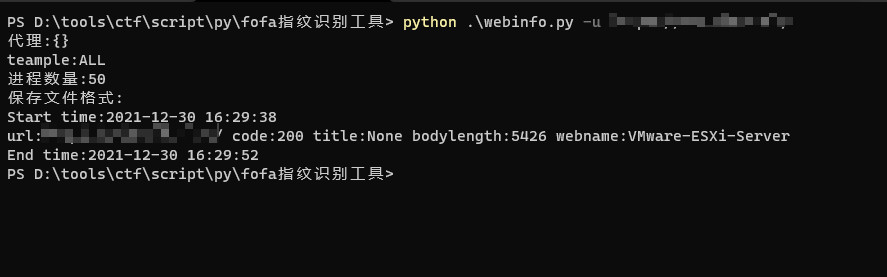 PS D:\tools\ctf\script\py\fofa指纹识别工具> python .\webinfo.py -u
代理:{}
teample:ALL
进程数量:50
保存文件格式:
Start time:2021-12-30 16:29:38
url: / code:200 title:None bodylength:5426 webname:VMware-ESXi-Server
End time:2021-12-30 16:29:52
PS D:\tools\ctf\script\py\fofa指纹识别工具>